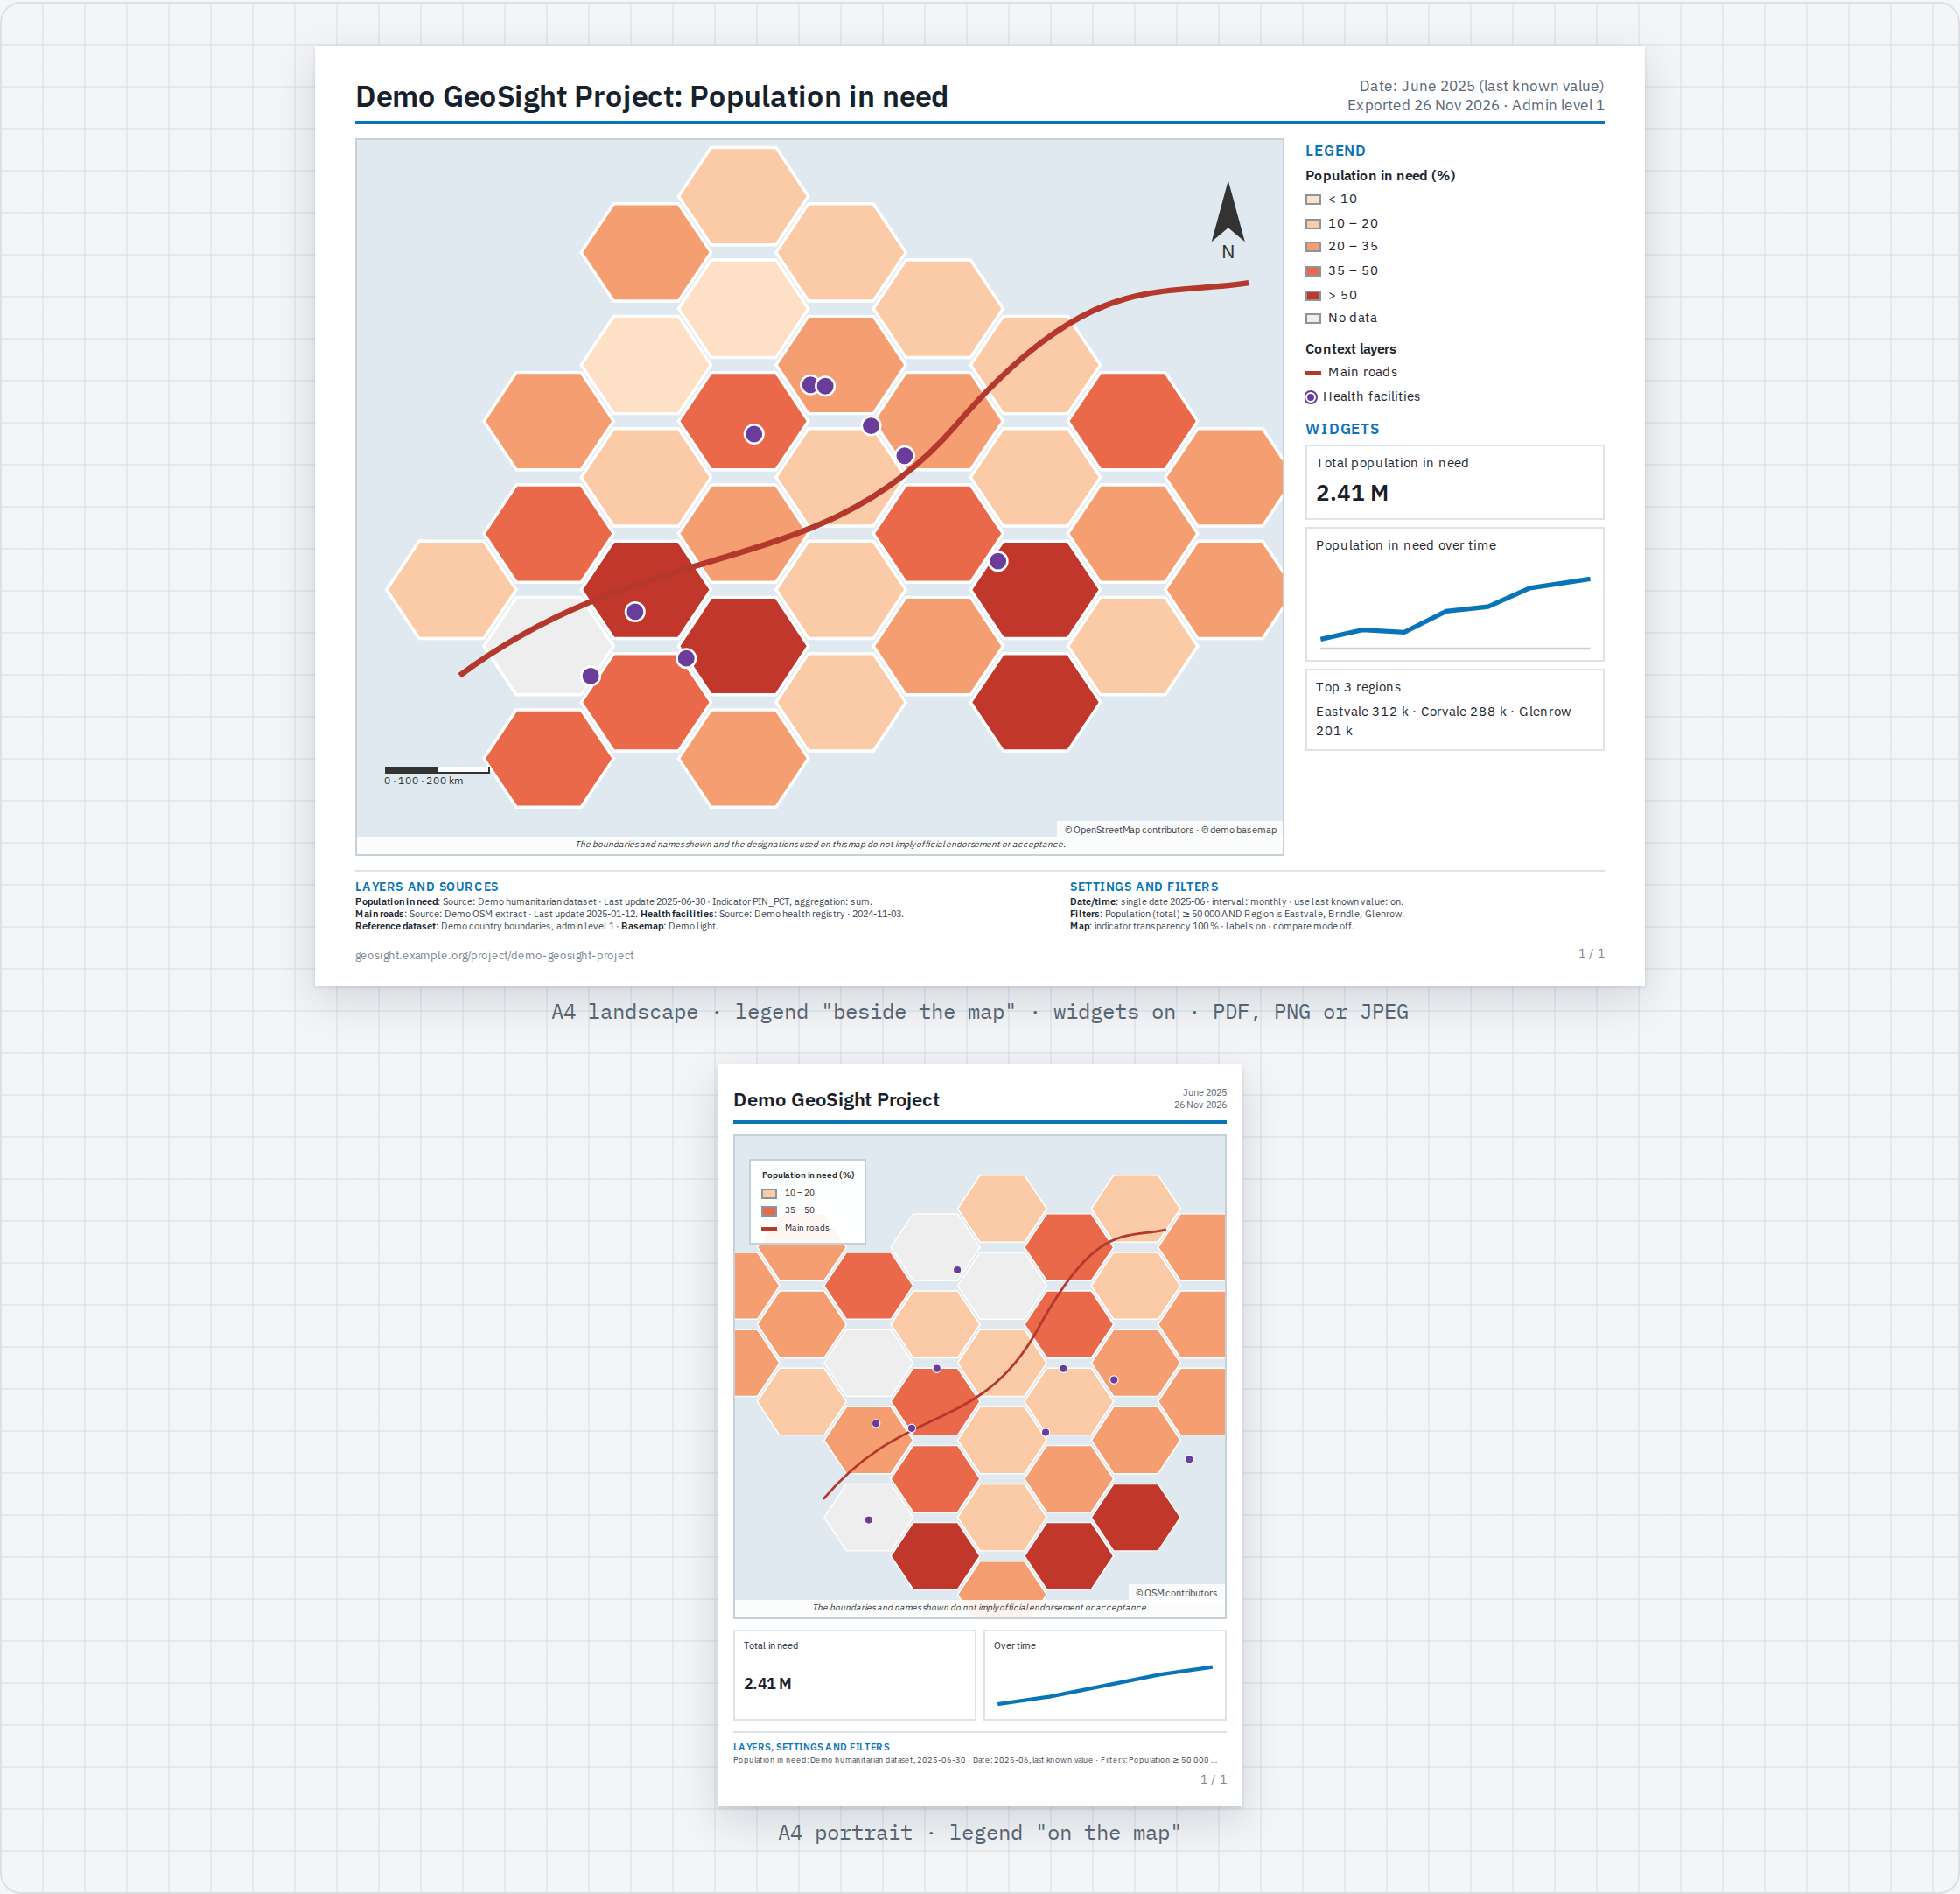 Demo GeoSight Project: Population in need
Date: June 2025 (last known value)
Exported 26 Nov 2026 · Admin level 1
N
0 · 100 · 200 km
© OpenStreetMap contributors · © demo basemap
The boundaries and names shown and the designations used on this map do not imply official endorsement or acceptance.
LEGEND
Population in need (%)
< 10
10 – 20
20 – 35
35 – 50
> 50
No data
Context layers
Main roads
Health facilities
WIDGETS
Total population in need
2.41 M
Population in need over time
Top 3 regions
Eastvale 312 k · Corvale 288 k · Glenrow
201 k
LAYERS AND SOURCES
Population in need: Source: Demo humanitarian dataset · Last update 2025-06-30 · Indicator PIN_PCT, aggregation: sum.
Main roads: Source: Demo OSM extract · Last update 2025-01-12. Health facilities: Source: Demo health registry · 2024-11-03.
Reference dataset: Demo country boundaries, admin level 1 · Basemap: Demo light.
SETTINGS AND FILTERS
Date/time: single date 2025-06 · interval: monthly · use last known value: on.
Filters: Population (total) ≥ 50 000 AND Region is Eastvale, Brindle, Glenrow.
Map: indicator transparency 100 % · labels on · compare mode off.
geosight.example.org/project/demo-geosight-project
1 / 1
A4 landscape · legend "beside the map" · widgets on · PDF, PNG or JPEG
Demo GeoSight Project
June 2025
26 Nov 2026
Population in need (%)
10 – 20
35 – 50
Main roads
© OSM contributors
The boundaries and names shown do not imply official endorsement or acceptance.
Total in need
2.41 M
Over time
LAYERS, SETTINGS AND FILTERS
Population in need: Demo humanitarian dataset, 2025-06-30 · Date: 2025-06, last known value · Filters: Population ≥ 50 000 ...
1 / 1
A4 portrait · legend "on the map"